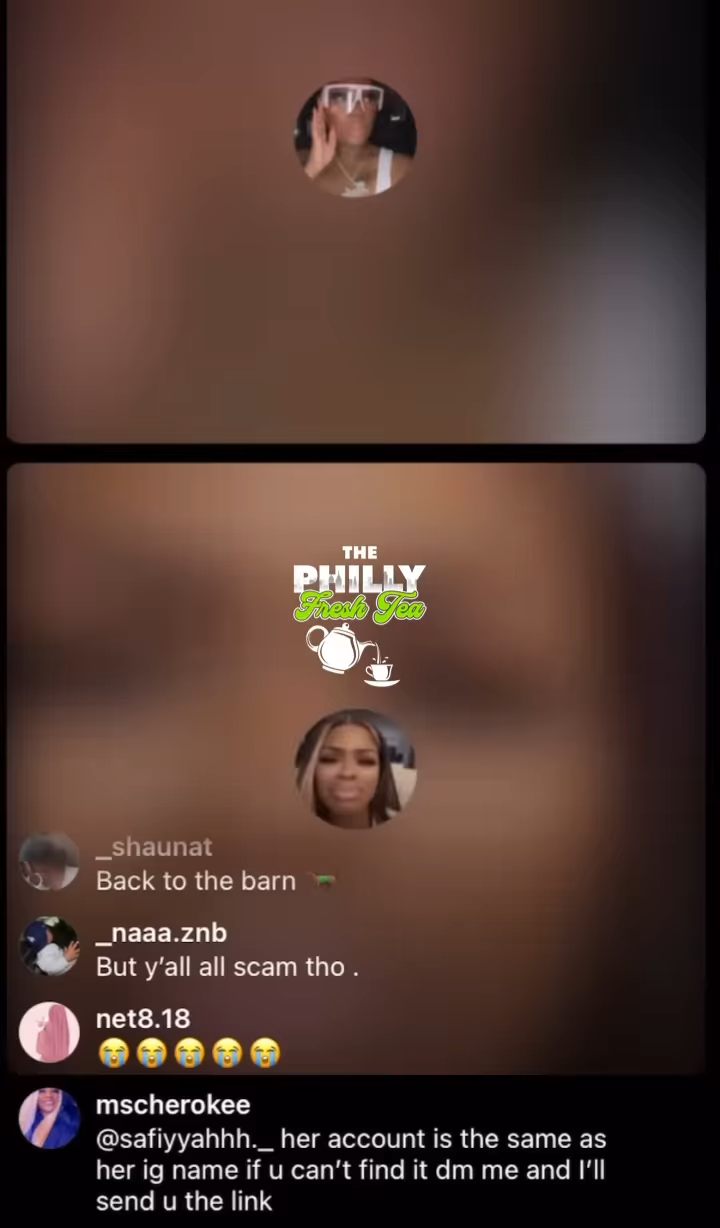 THE
PHILLY
Fresh Tea
_shaunat
Back to the barn
_naaa.znb
But y’all all scam tho .
net8.18
😭😭😭😭😭
mscherokee
@safiyyahhh._ her account is the same as
her ig name if u can’t find it dm me and I’ll
send u the link